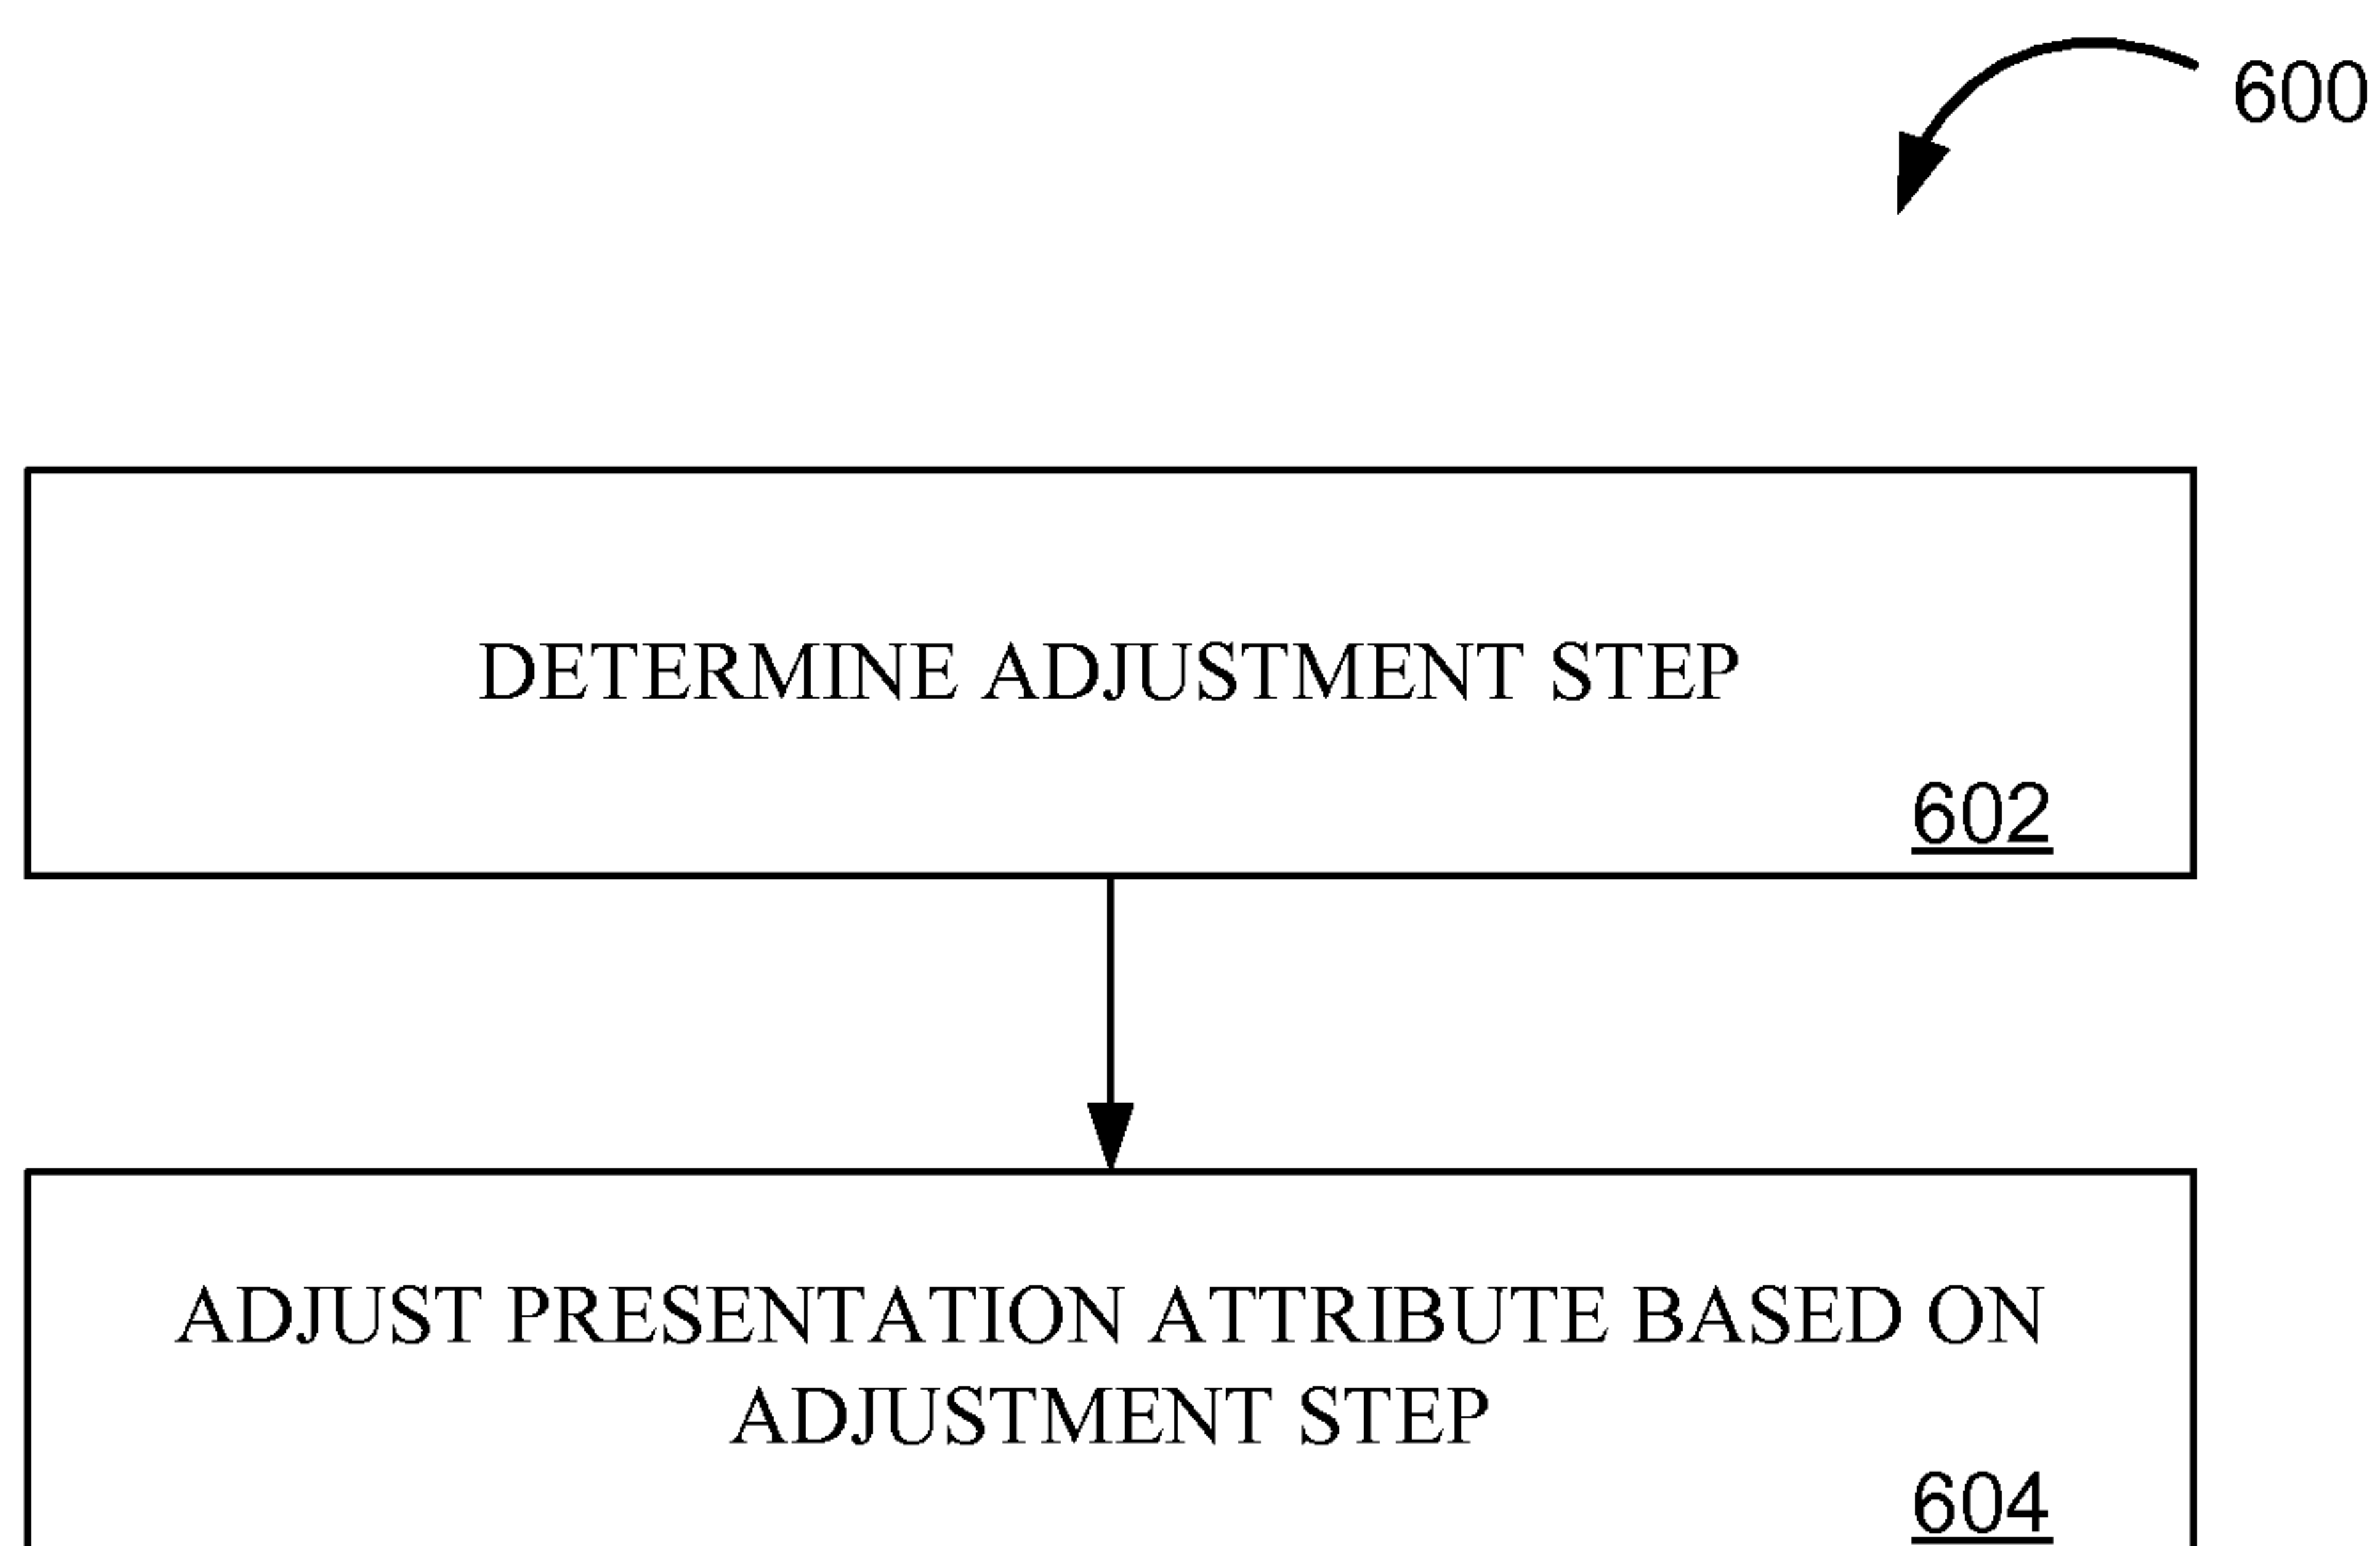 600
DETERMINE ADJUSTMENT STEP
602
ADJUST PRESENTATION ATTRIBUTE BASED ON
ADJUSTMENT STEP
604